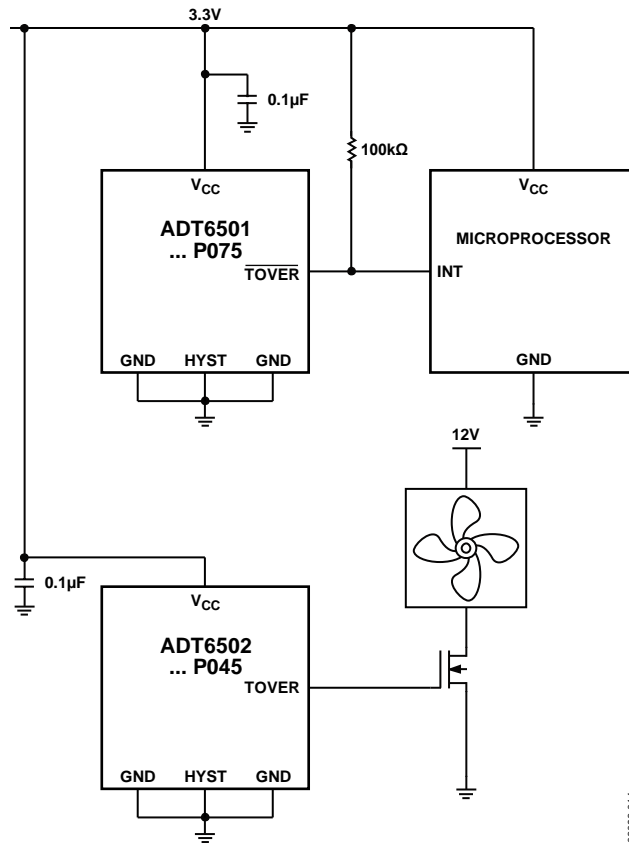 3.3V
0.1µF
100kΩ
VCC
ADT6501
... P075
TOVER
GND HYST GND
VCC
MICROPROCESSOR
INT
GND
12V
0.1µF
VCC
ADT6502
... P045
TOVER
GND HYST GND